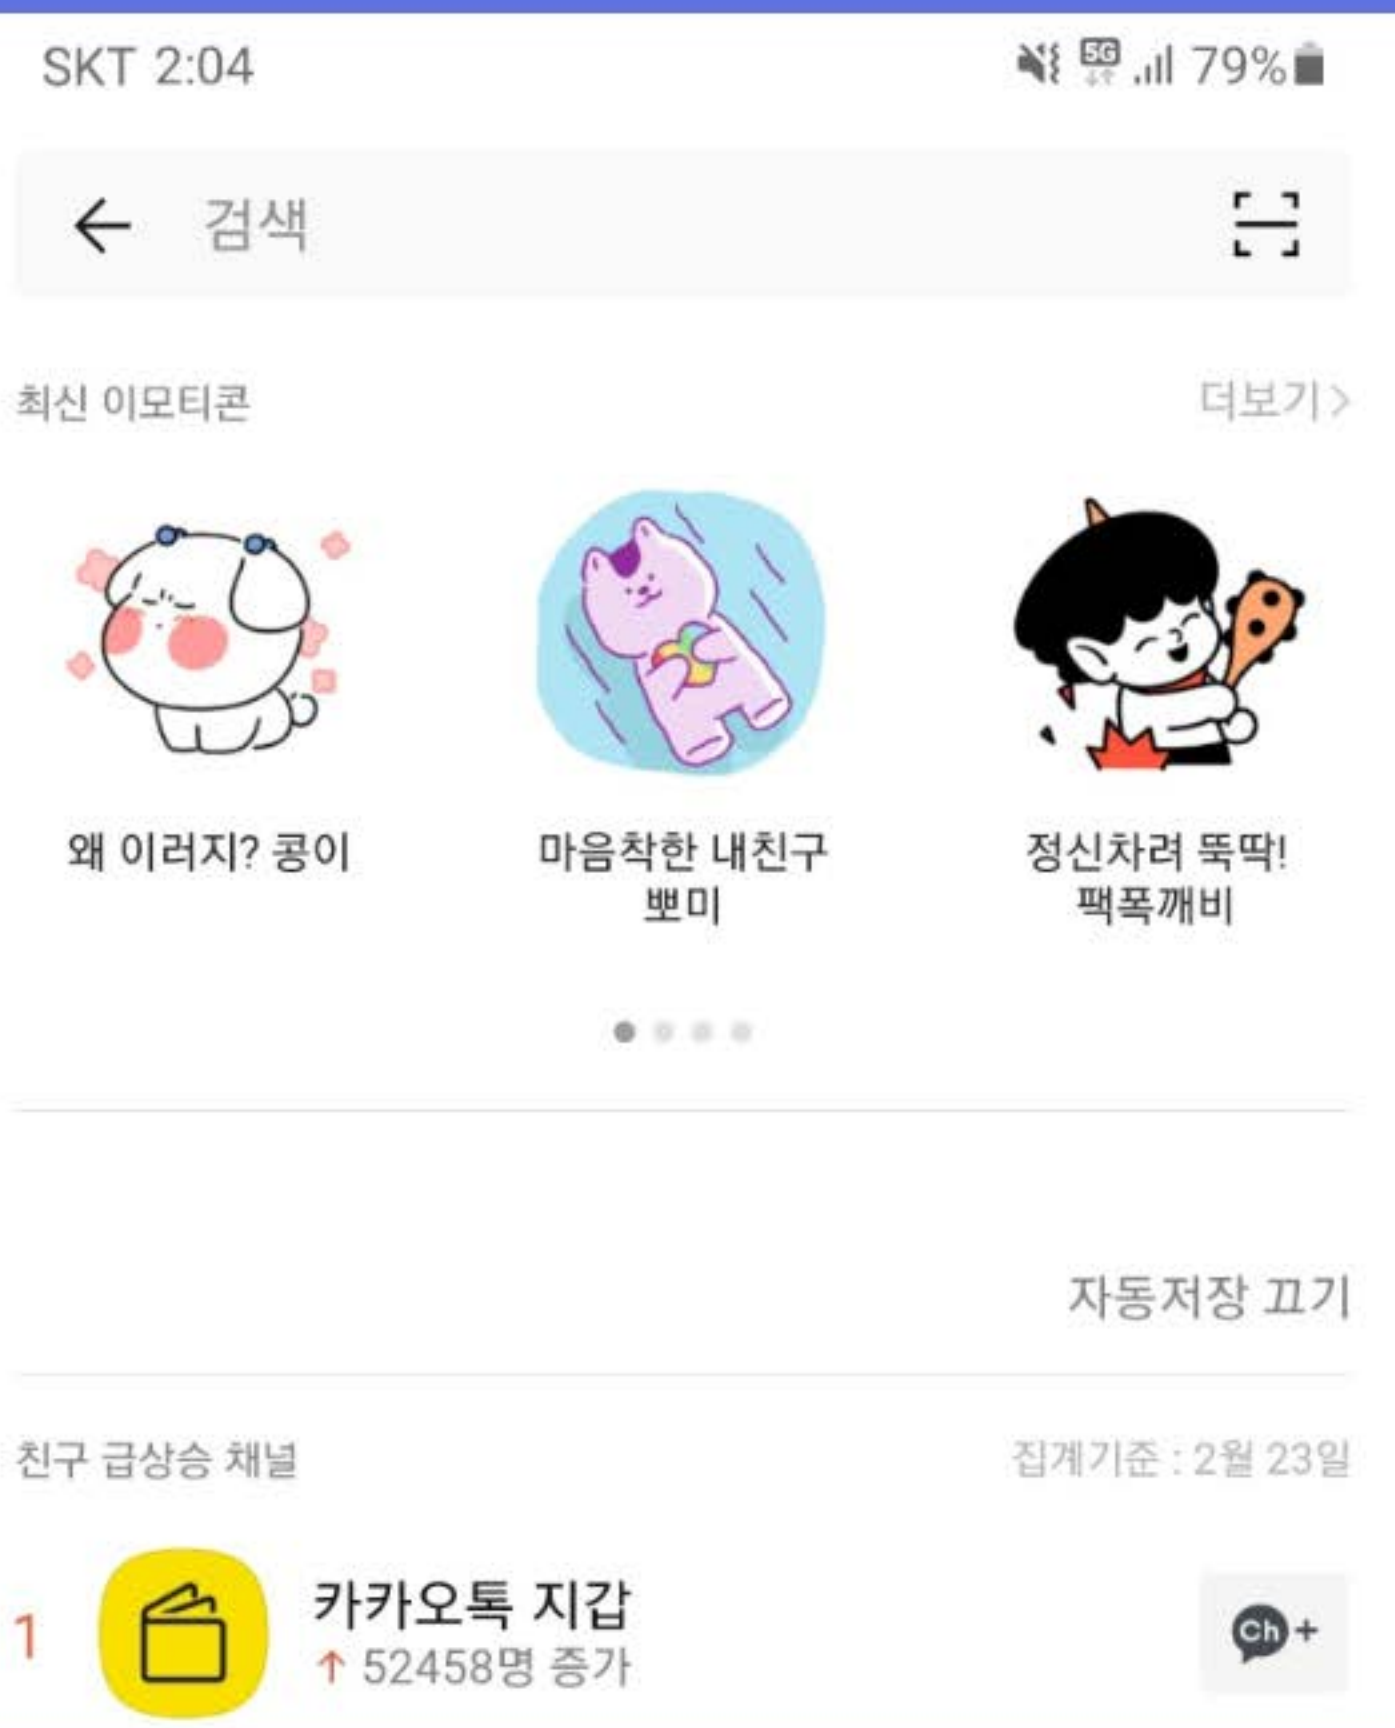 SKT 2:04
5G
79%
검색
최신 이모티콘
더보기
왜 이러지? 콩이
마음착한 내친구
뽀미
정신차려 뚝딱!
팩폭깨비
자동저장 끄기
친구 급상승 채널
집계기준 : 2월 23일
1
카카오톡 지갑
↑ 52458명 증가
Ch+